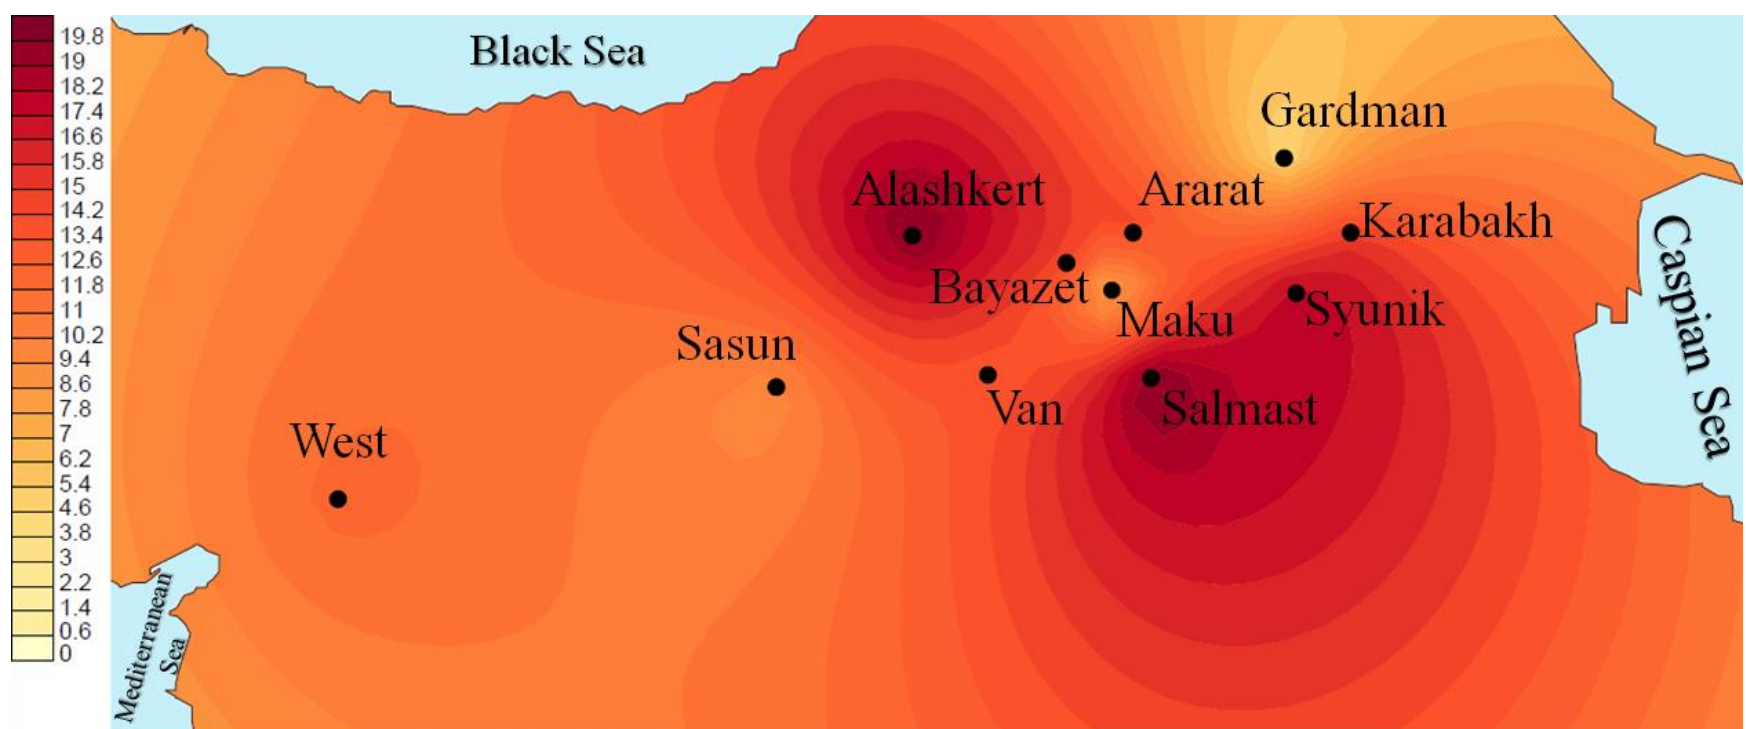 19.8
19
18.2
17.4
16.6
15.8
15
14.2
13.4
12.6
11.8
11
10.2
9.4
8.6
7.8
7
6.2
5.4
4.6
3.8
3
2.2
1.4
0.6
0
Black Sea
Gardman
Alashkert
Ararat
Karabakh
Bayazet
Maku
Syunik
Caspian Sea
Sasun
Van
Salmast
West
Mediterranean
Sea